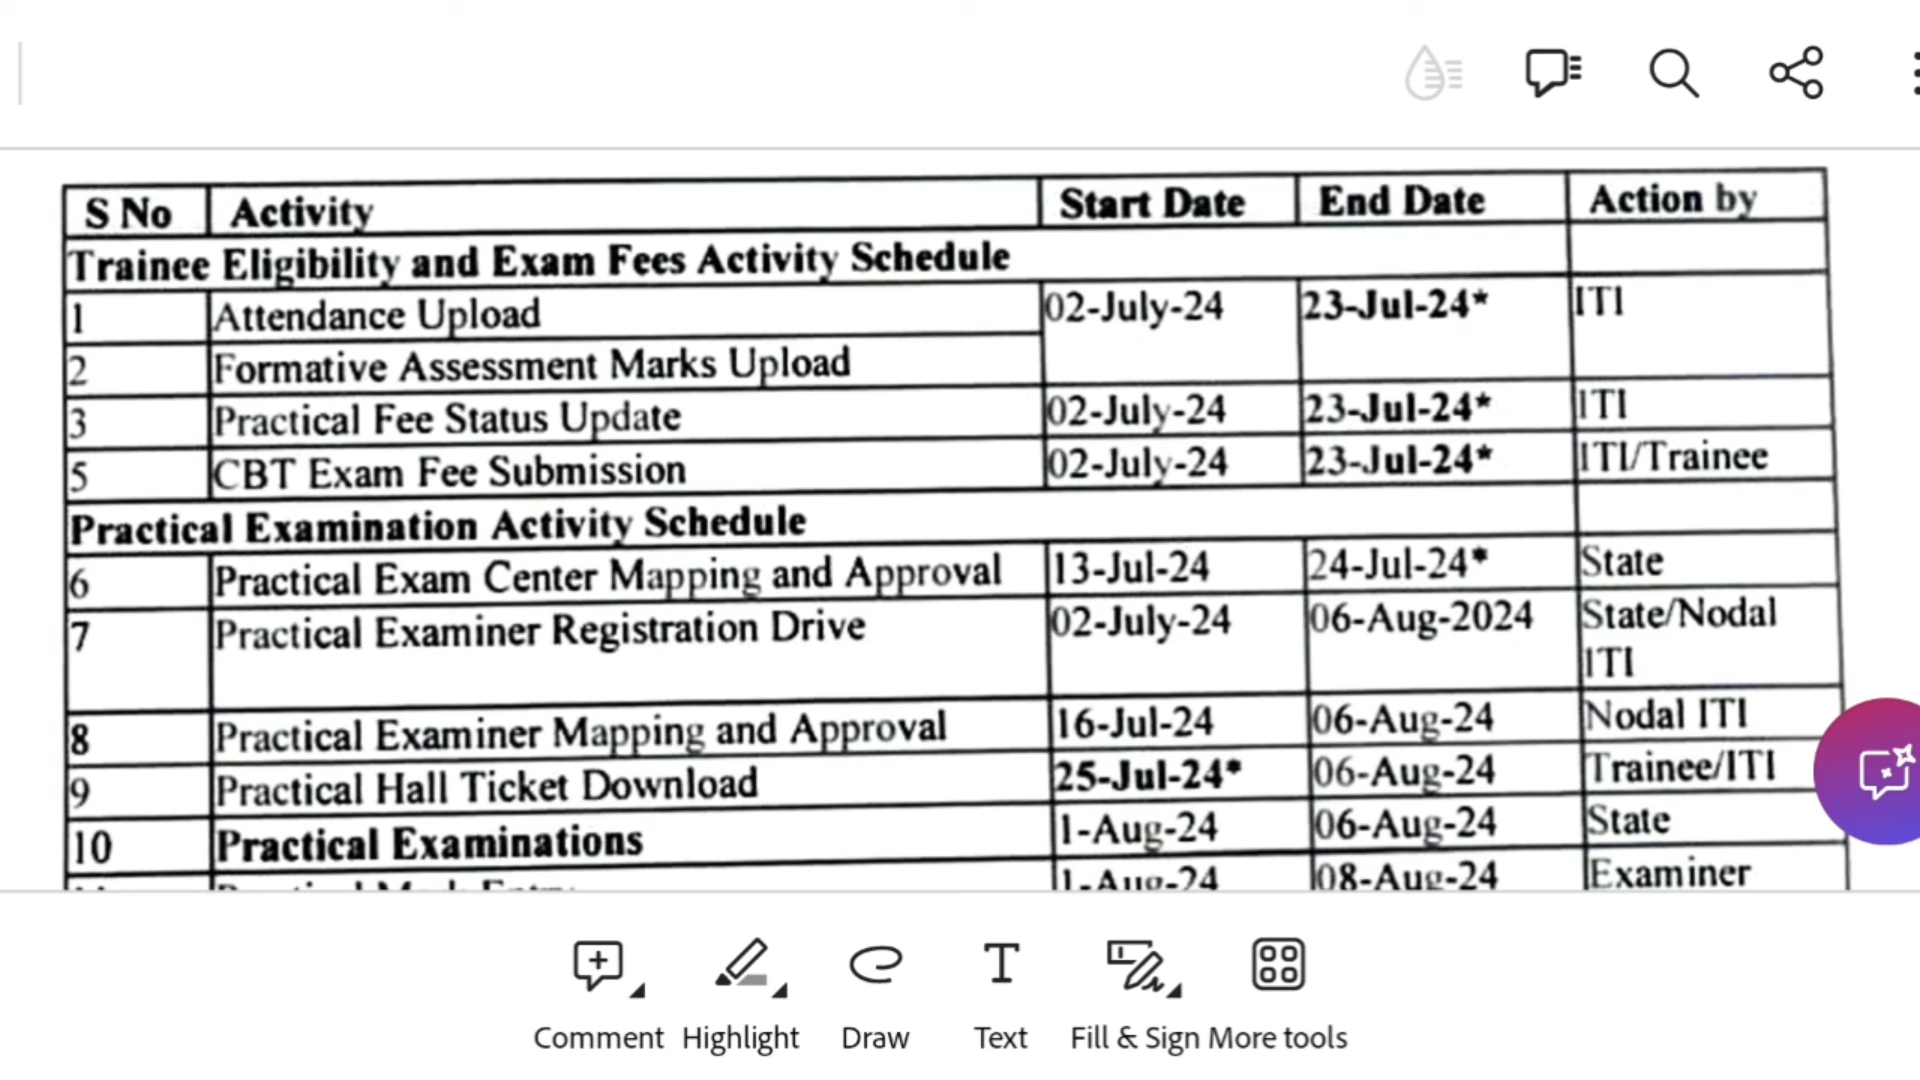 S No Activity Start Date End Date Action by
Trainee Eligibility and Exam Fees Activity Schedule
1 Attendance Upload 02-July-24 23-Jul-24* ITI
2 Formative Assessment Marks Upload
3 Practical Fee Status Update 02-July-24 23-Jul-24* ITI
5 CBT Exam Fee Submission 02-July-24 23-Jul-24* ITI/Trainee
Practical Examination Activity Schedule
6 Practical Exam Center Mapping and Approval 13-Jul-24 24-Jul-24* State
7 Practical Examiner Registration Drive 02-July-24 06-Aug-2024 State/Nodal
ITI
8 Practical Examiner Mapping and Approval 16-Jul-24 06-Aug-24 Nodal ITI
9 Practical Hall Ticket Download 25-Jul-24* 06-Aug-24 Trainee/ITI
10 Practical Examinations 1-Aug-24 06-Aug-24 State
1-Aug-24 08-Aug-24 Examiner
Comment Highlight Draw Text Fill & Sign More tools